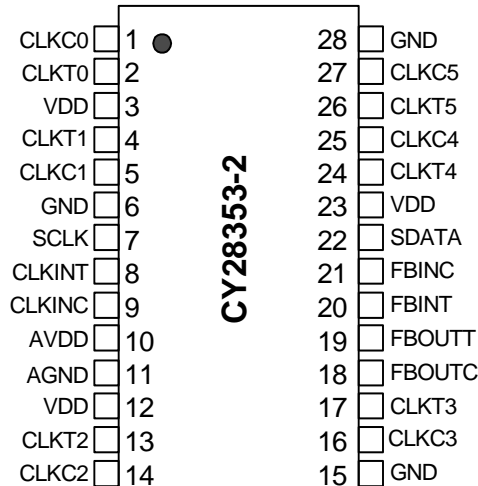 CLKC0 1 28 GND
CLKT0 2 27 CLKC5
VDD 3 26 CLKT5
CLKT1 4 25 CLKC4
CLKC1 5 24 CLKT4
GND 6 23 VDD
SCLK 7 22 SDATA
CLKINT 8 21 FBINC
CLKINC 9 20 FBINT
AVDD 10 19 FBOUTT
AGND 11 18 FBOUTC
VDD 12 17 CLKT3
CLKT2 13 16 CLKC3
CLKC2 14 15 GND
CY28353-2